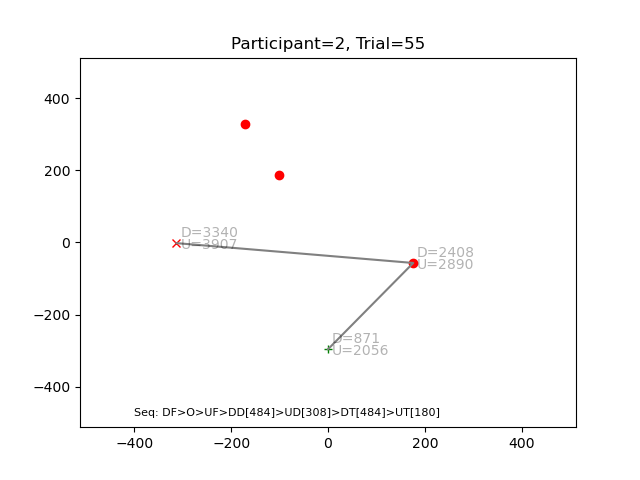 Participant=2, Trial=55
400
200
0
−200
−400
D=3340
U=3907
D=2408
U=2890
D=871
U=2056
Seq: DF>O>UF>DD[484]>UD[308]>DT[484]>UT[180]
−400 −200 0 200 400